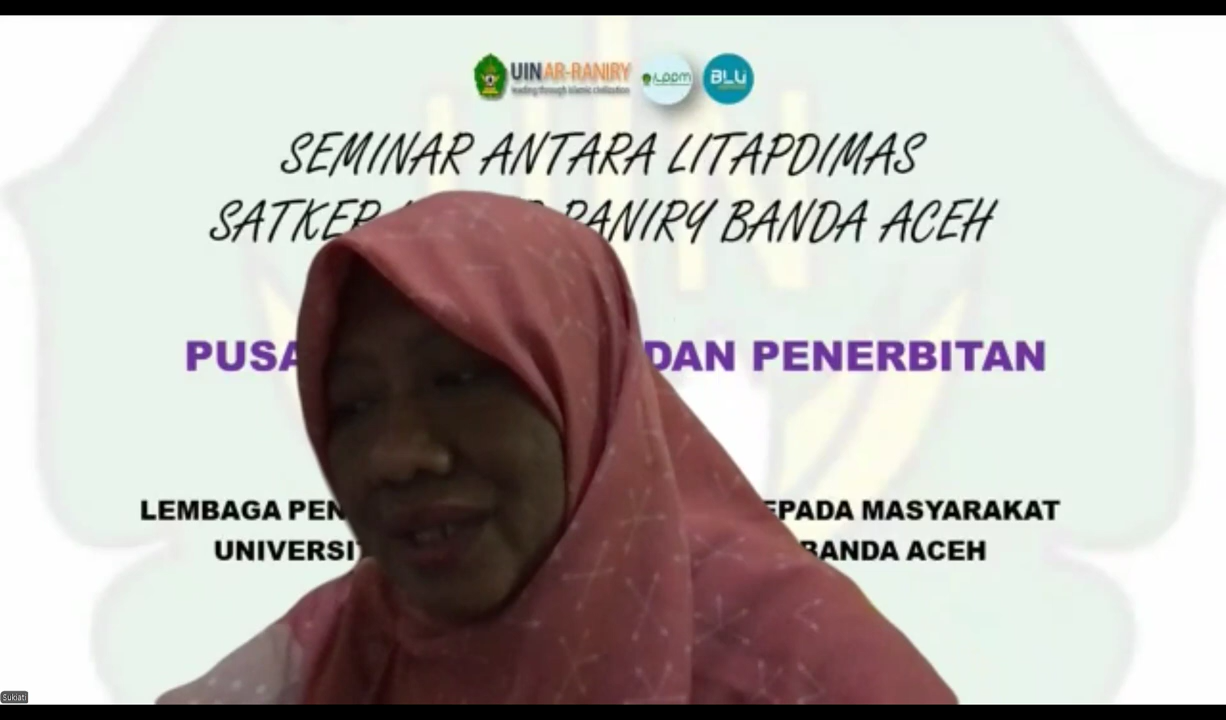 UIN AR-RANIRY
leading through islamic civilization
LPPM
BLU
SEMINAR ANTARA LITAPDIMAS
SATKER RANIRY BANDA ACEH
PUSA DAN PENERBITAN
LEMBAGA PEN EPADA MASYARAKAT
UNIVERSI BANDA ACEH
Sukiati